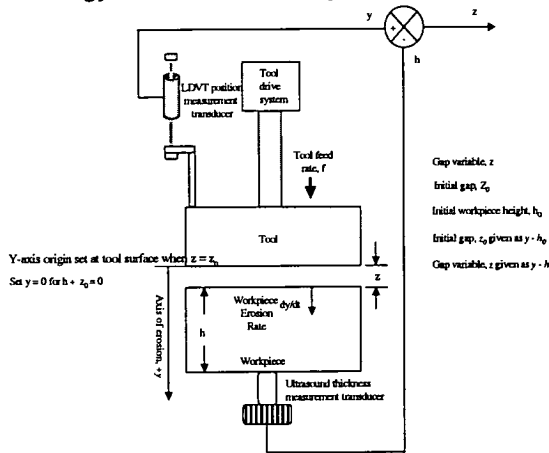 y
z
+
-
h
LDVT position
measurement
transducer
Tool
drive
system
Tool feed
rate, f
Gap variable, z
Initial gap, Z₀
Initial workpiece height, h₀
Initial gap, z₀ given as y - h₀
Gap variable, z given as y - h
Tool
Y-axis origin set at tool surface when z = z₀
Set y = 0 for h + z₀ = 0
z
Axis of erosion, +y
h
Workpiece dy/dt
Erosion
Rate
Workpiece
Ultrasound thickness
measurement transducer